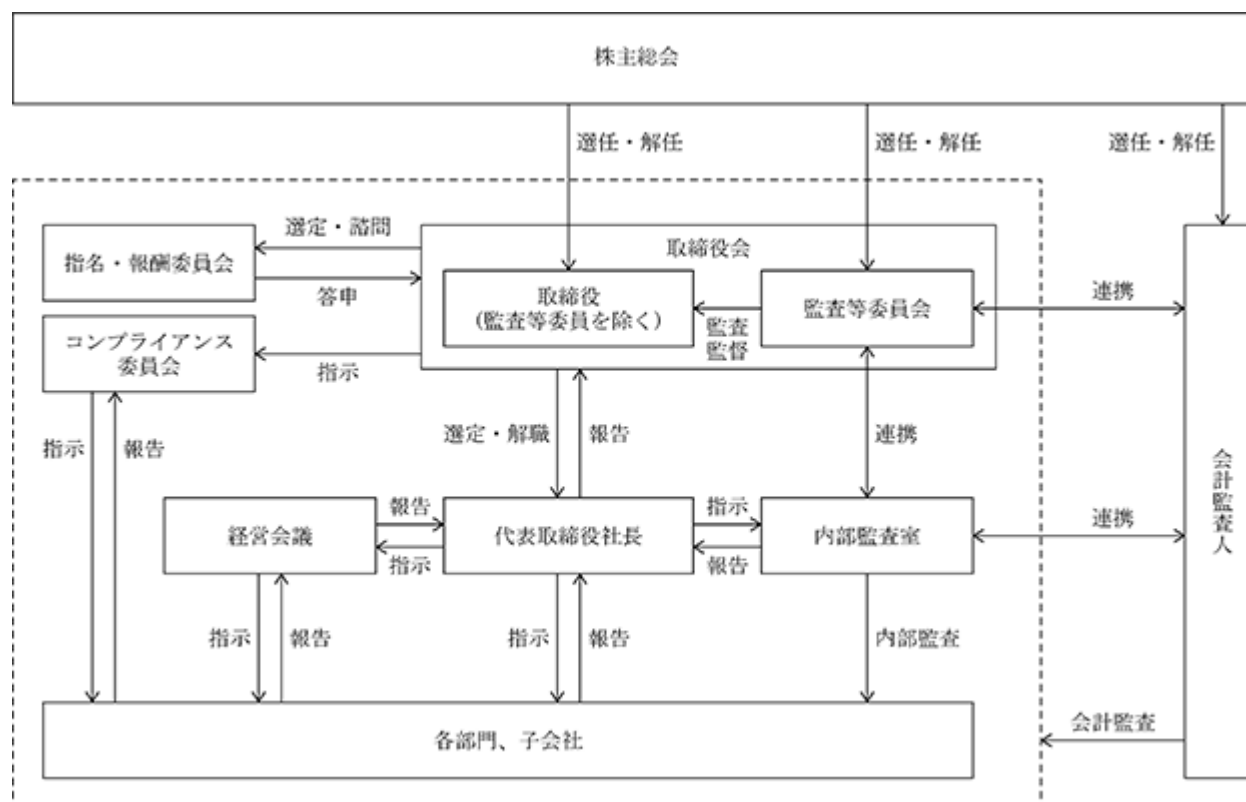 株主総会
選任・解任
選任・解任
選任・解任
選定・諮問
指名・報酬委員会
答申
取締役会
取締役
(監査等委員を除く)
監査
監督
監査等委員会
連携
コンプライアンス
委員会
指示
指示
報告
選定・解職
報告
連携
会計監査人
経営会議
報告
指示
代表取締役社長
指示
報告
内部監査室
連携
指示
報告
指示
報告
内部監査
各部門、子会社
会計監査